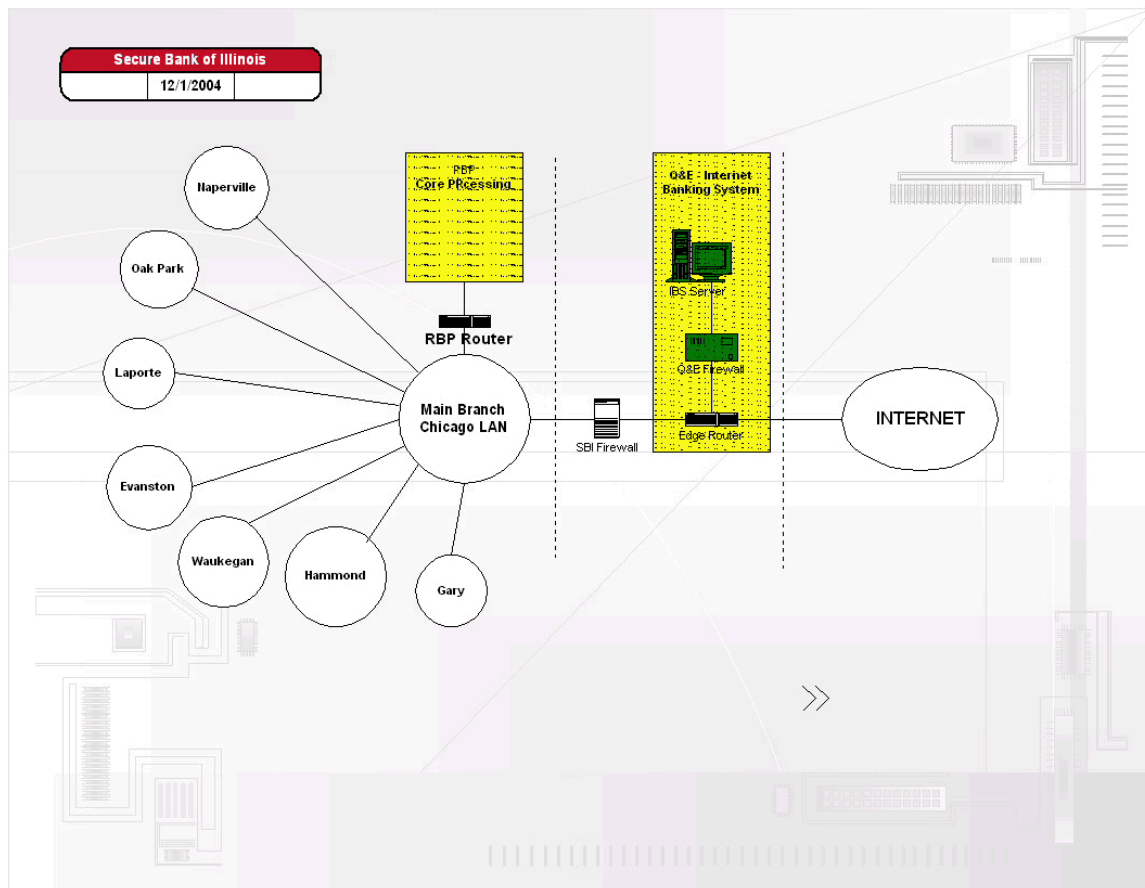 Secure Bank of Illinois
12/1/2004
Naperville
Oak Park
Laporte
Evanston
Waukegan
Hammond
Gary
RBP
Core PRcessing
RBP Router
Main Branch
Chicago LAN
SBI Firewall
Q&E - Internet
Banking System
IBS Server
Q&E Firewall
Edge Router
INTERNET